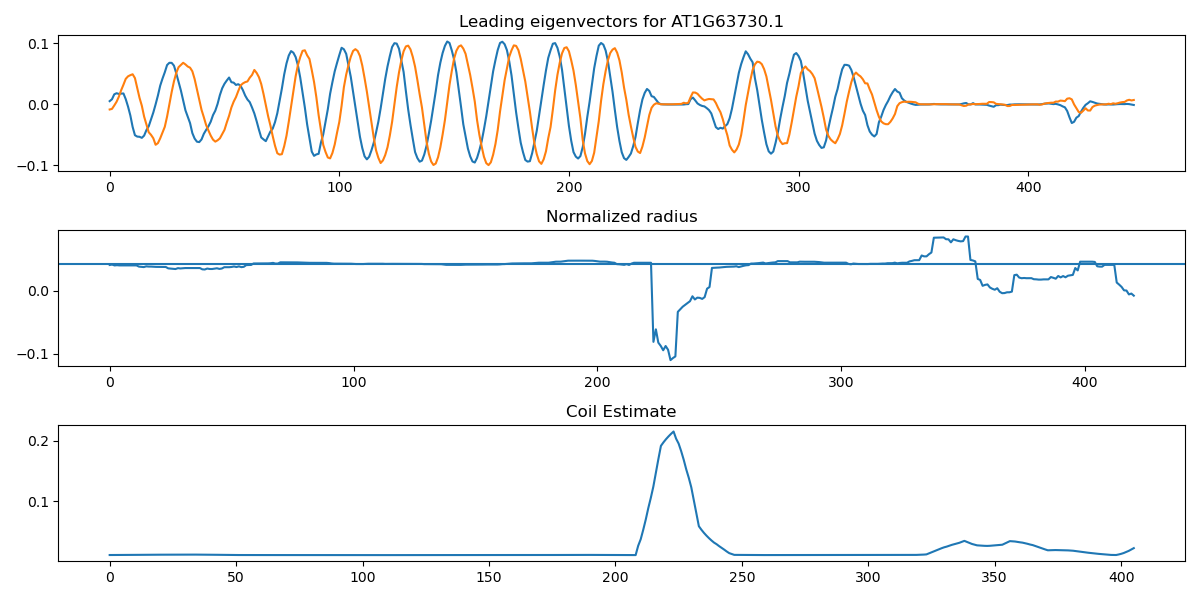 Leading eigenvectors for AT1G63730.1
0.1
0.0
−0.1
0 100 200 300 400
Normalized radius
0.0
−0.1
0 100 200 300 400
Coil Estimate
0.2
0.1
0 50 100 150 200 250 300 350 400